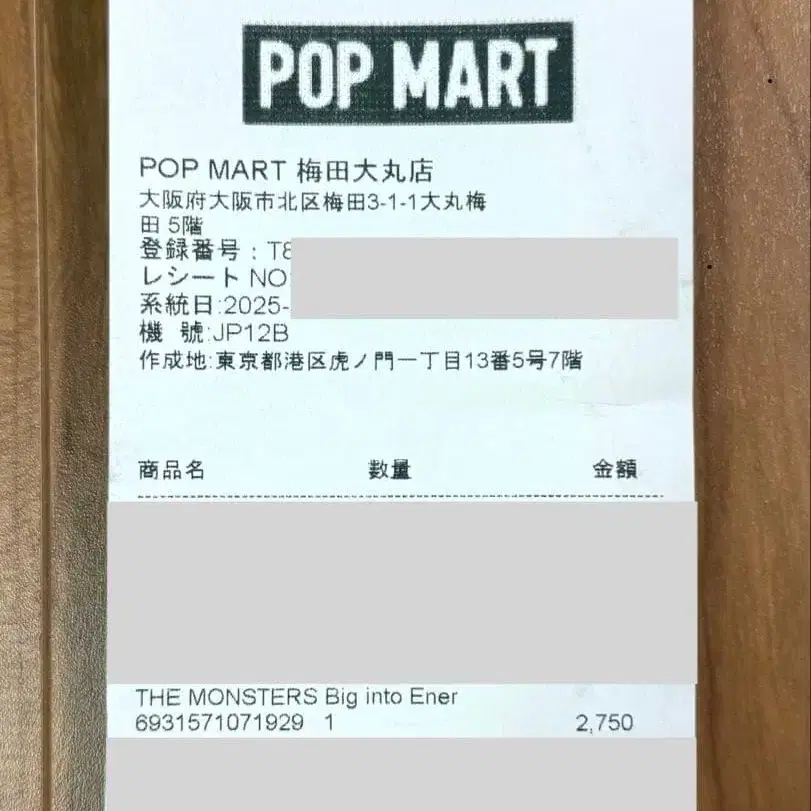 POP MART
POP MART 梅田大丸店
大阪府大阪市北区梅田3-1-1大丸梅
田 5階
登録番号：T8
レシート NO:
系統日:2025-
機 號:JP12B
作成地:東京都港区虎ノ門一丁目13番5号7階
商品名 数量 金額
THE MONSTERS Big into Ener
6931571071929 1 2,750